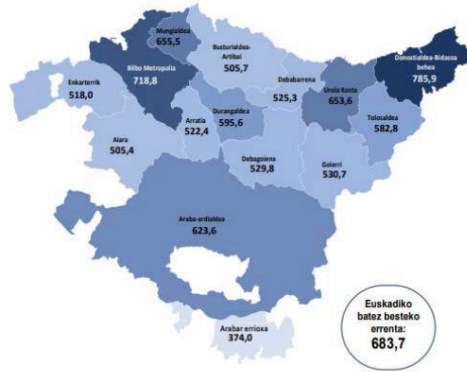 Mungialdea
655,5
Bilbo Metropolia
718,8
Busturialdea-
Artibai
505,7
Donostialdea-Bidasoa
behea
785,9
Enkarterrik
518,0
Debabarrena
525,3
Urola Kosta
653,6
Arratia
522,4
Durangaldea
595,6
Tolosaldea
582,8
Aiara
505,4
Debagoiena
529,8
Goierri
530,7
Araba-erdialdea
623,6
Arabar errioxa
374,0
Euskadiko
batez besteko
errenta:
683,7